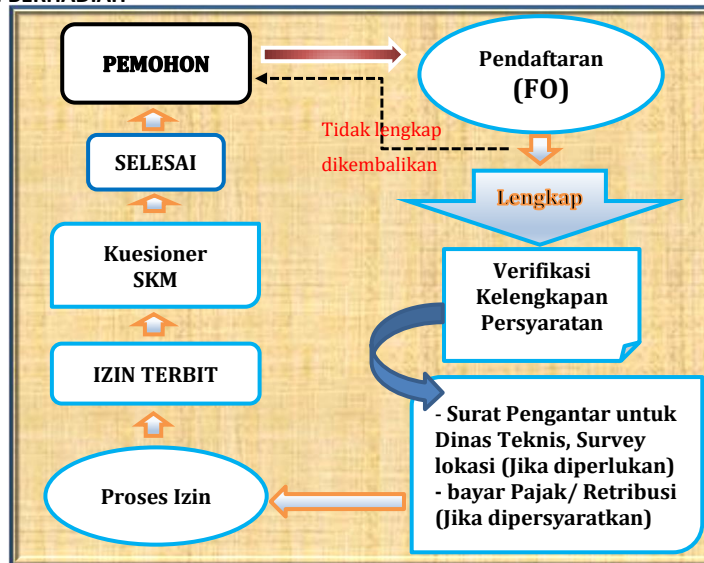 PEMOHON
Pendaftaran
(FO)
Tidak lengkap
dikembalikan
Lengkap
SELESAI
Kuesioner
SKM
Verifikasi
Kelengkapan
Persyaratan
IZIN TERBIT
- Surat Pengantar untuk
Dinas Teknis, Survey
lokasi (Jika diperlukan)
- bayar Pajak/ Retribusi
(Jika dipersyaratkan)
Proses Izin